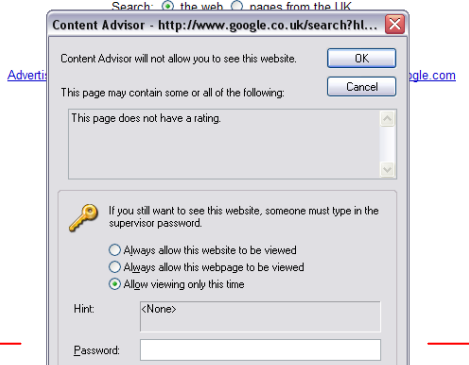 Search: the web pages from the UK
Content Advisor - http://www.google.co.uk/search?hl...
Content Advisor will not allow you to see this website.
OK
Adverti
ogle.com
Cancel
This page may contain some or all of the following:
This page does not have a rating.
If you still want to see this website, someone must type in the
supervisor password.
Always allow this website to be viewed
Always allow this webpage to be viewed
Allow viewing only this time
Hint:
<None>
Password: